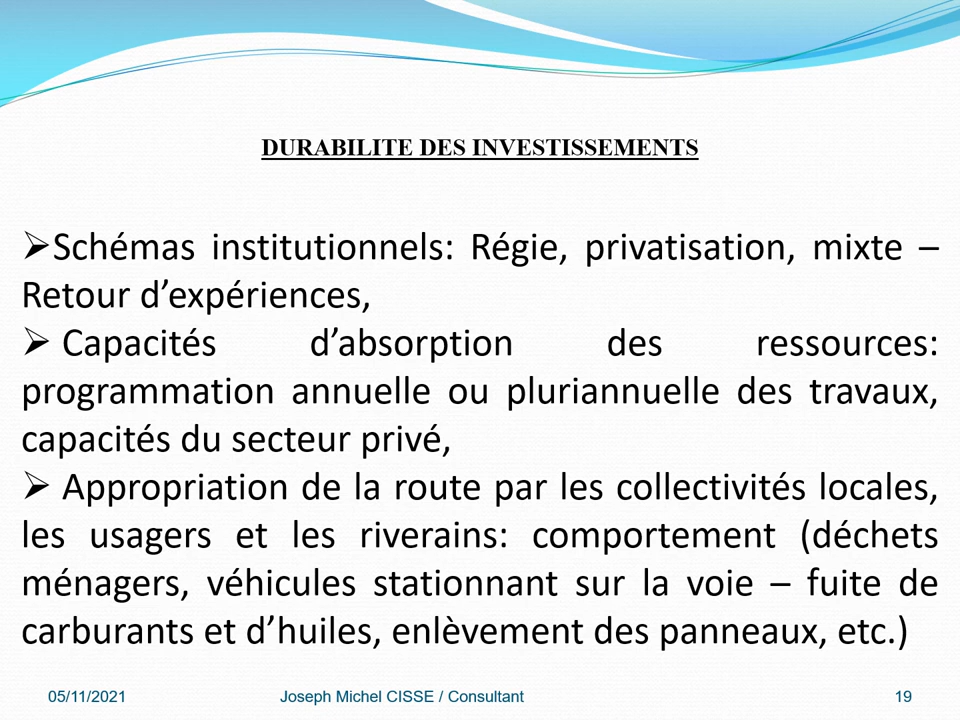 DURABILITE DES INVESTISSEMENTS
➢Schémas institutionnels: Régie, privatisation, mixte –
Retour d’expériences,
➢ Capacités d’absorption des ressources:
programmation annuelle ou pluriannuelle des travaux,
capacités du secteur privé,
➢ Appropriation de la route par les collectivités locales,
les usagers et les riverains: comportement (déchets
ménagers, véhicules stationnant sur la voie – fuite de
carburants et d’huiles, enlèvement des panneaux, etc.)
05/11/2021 Joseph Michel CISSE / Consultant 19